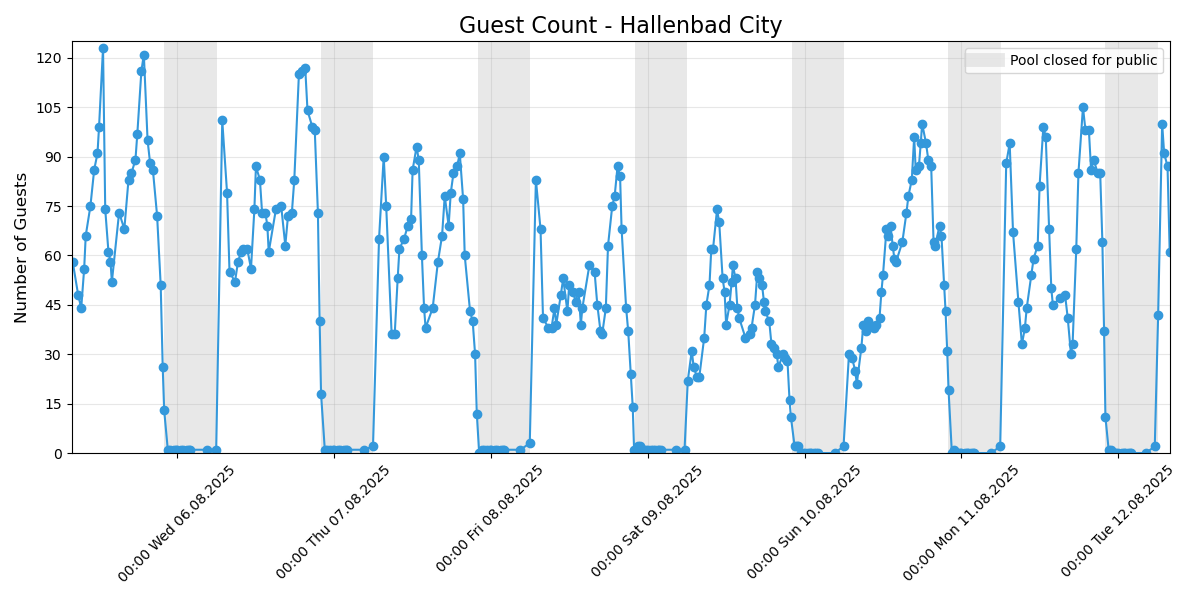 Guest Count - Hallenbad City
Number of Guests
120
105
90
75
60
45
30
15
0
Pool closed for public
00:00 Wed 06.08.2025
00:00 Thu 07.08.2025
00:00 Fri 08.08.2025
00:00 Sat 09.08.2025
00:00 Sun 10.08.2025
00:00 Mon 11.08.2025
00:00 Tue 12.08.2025